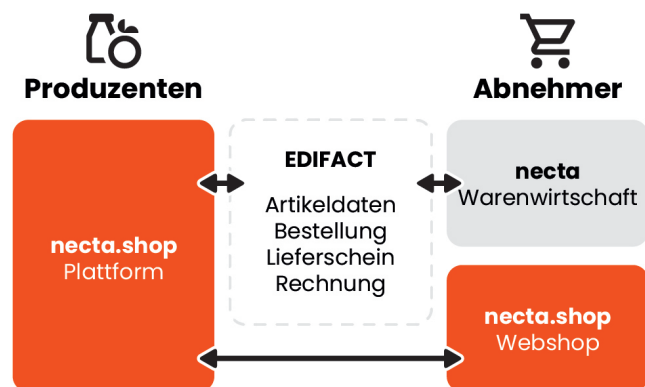 Produzenten
Abnehmer
necta.shop
Plattform
EDIFACT
Artikeldaten
Bestellung
Lieferschein
Rechnung
necta
Warenwirtschaft
necta.shop
Webshop